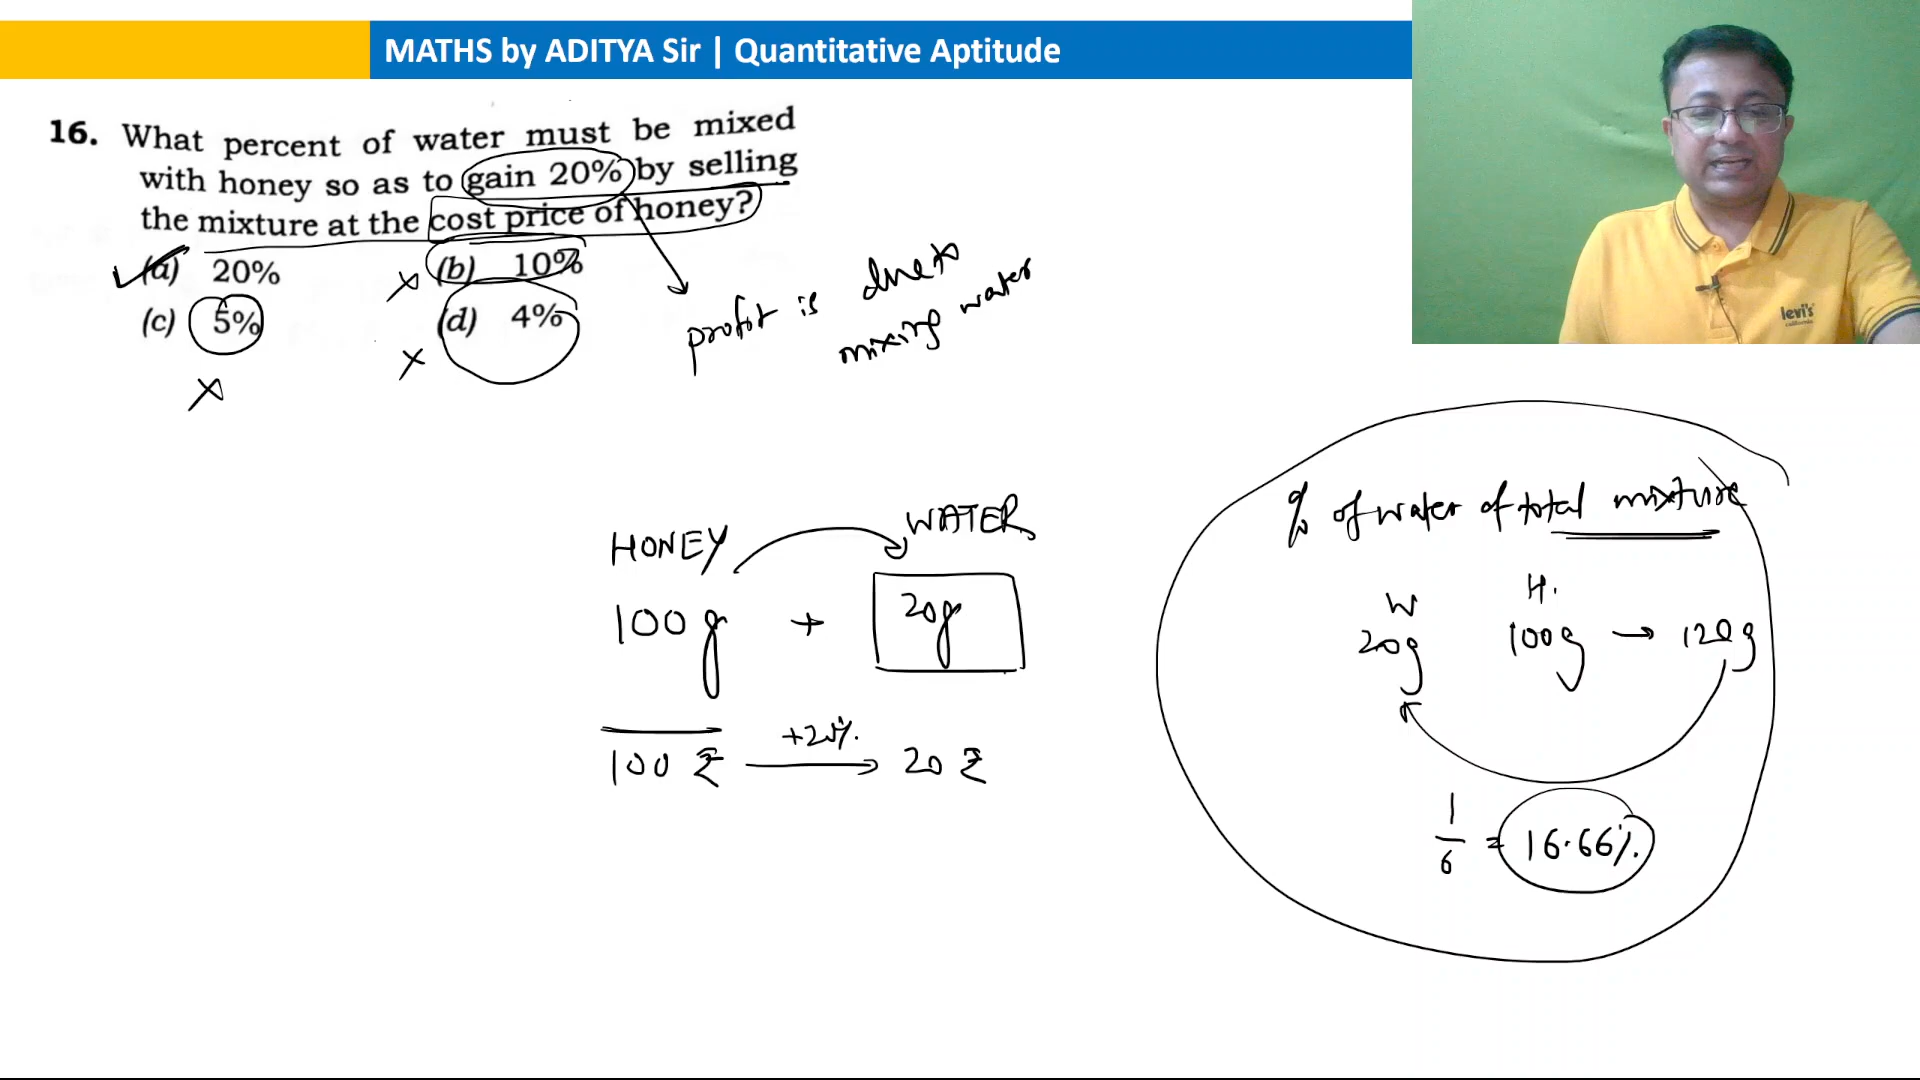 MATHS by ADITYA Sir | Quantitative Aptitude
16. What percent of water must be mixed
with honey so as to gain 20% by selling
the mixture at the cost price of honey?
(a) 20% (b) 10%
(c) 5% (d) 4%
profit is due to
mixing water
levi's
california
HONEY WATER
100 g + 20g
100 ₹ +20% 20 ₹
% of water of total mixture
W H.
20g 100g → 120g
1/6 = 16.66%